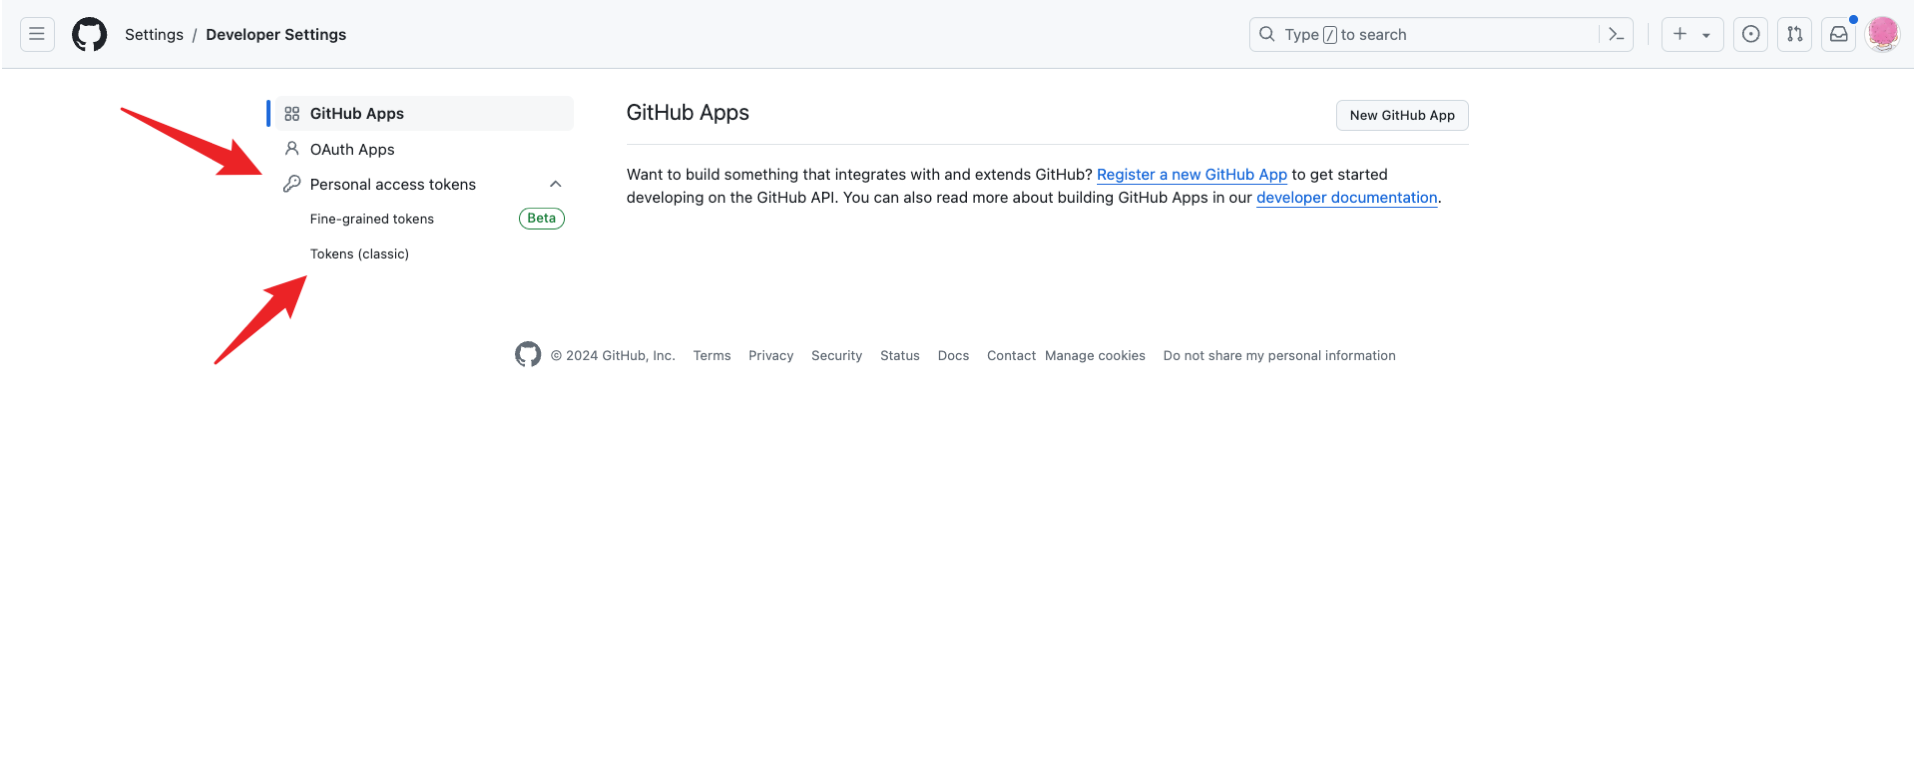 Settings / Developer Settings
Type / to search
GitHub Apps
OAuth Apps
Personal access tokens
Fine-grained tokens Beta
Tokens (classic)
GitHub Apps
New GitHub App
Want to build something that integrates with and extends GitHub? Register a new GitHub App to get started
developing on the GitHub API. You can also read more about building GitHub Apps in our developer documentation.
© 2024 GitHub, Inc. Terms Privacy Security Status Docs Contact Manage cookies Do not share my personal information